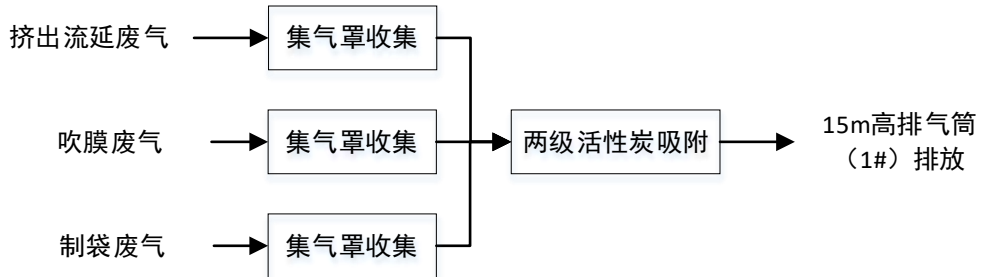 挤出流延废气
集气罩收集
吹膜废气
集气罩收集
两级活性炭吸附
15m高排气筒
（1#）排放
制袋废气
集气罩收集